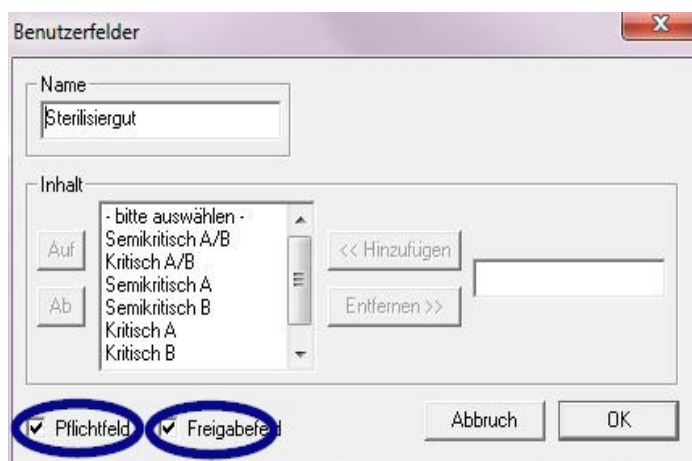 Benutzerfelder
Name
Sterilisiergut
Inhalt
Auf
Ab
- bitte auswählen -
Semikritisch A/B
Kritisch A/B
Semikritisch A
Semikritisch B
Kritisch A
Kritisch B
<< Hinzufügen
Entfernen >>
Pflichtfeld
Freigabefeld
Abbruch
OK